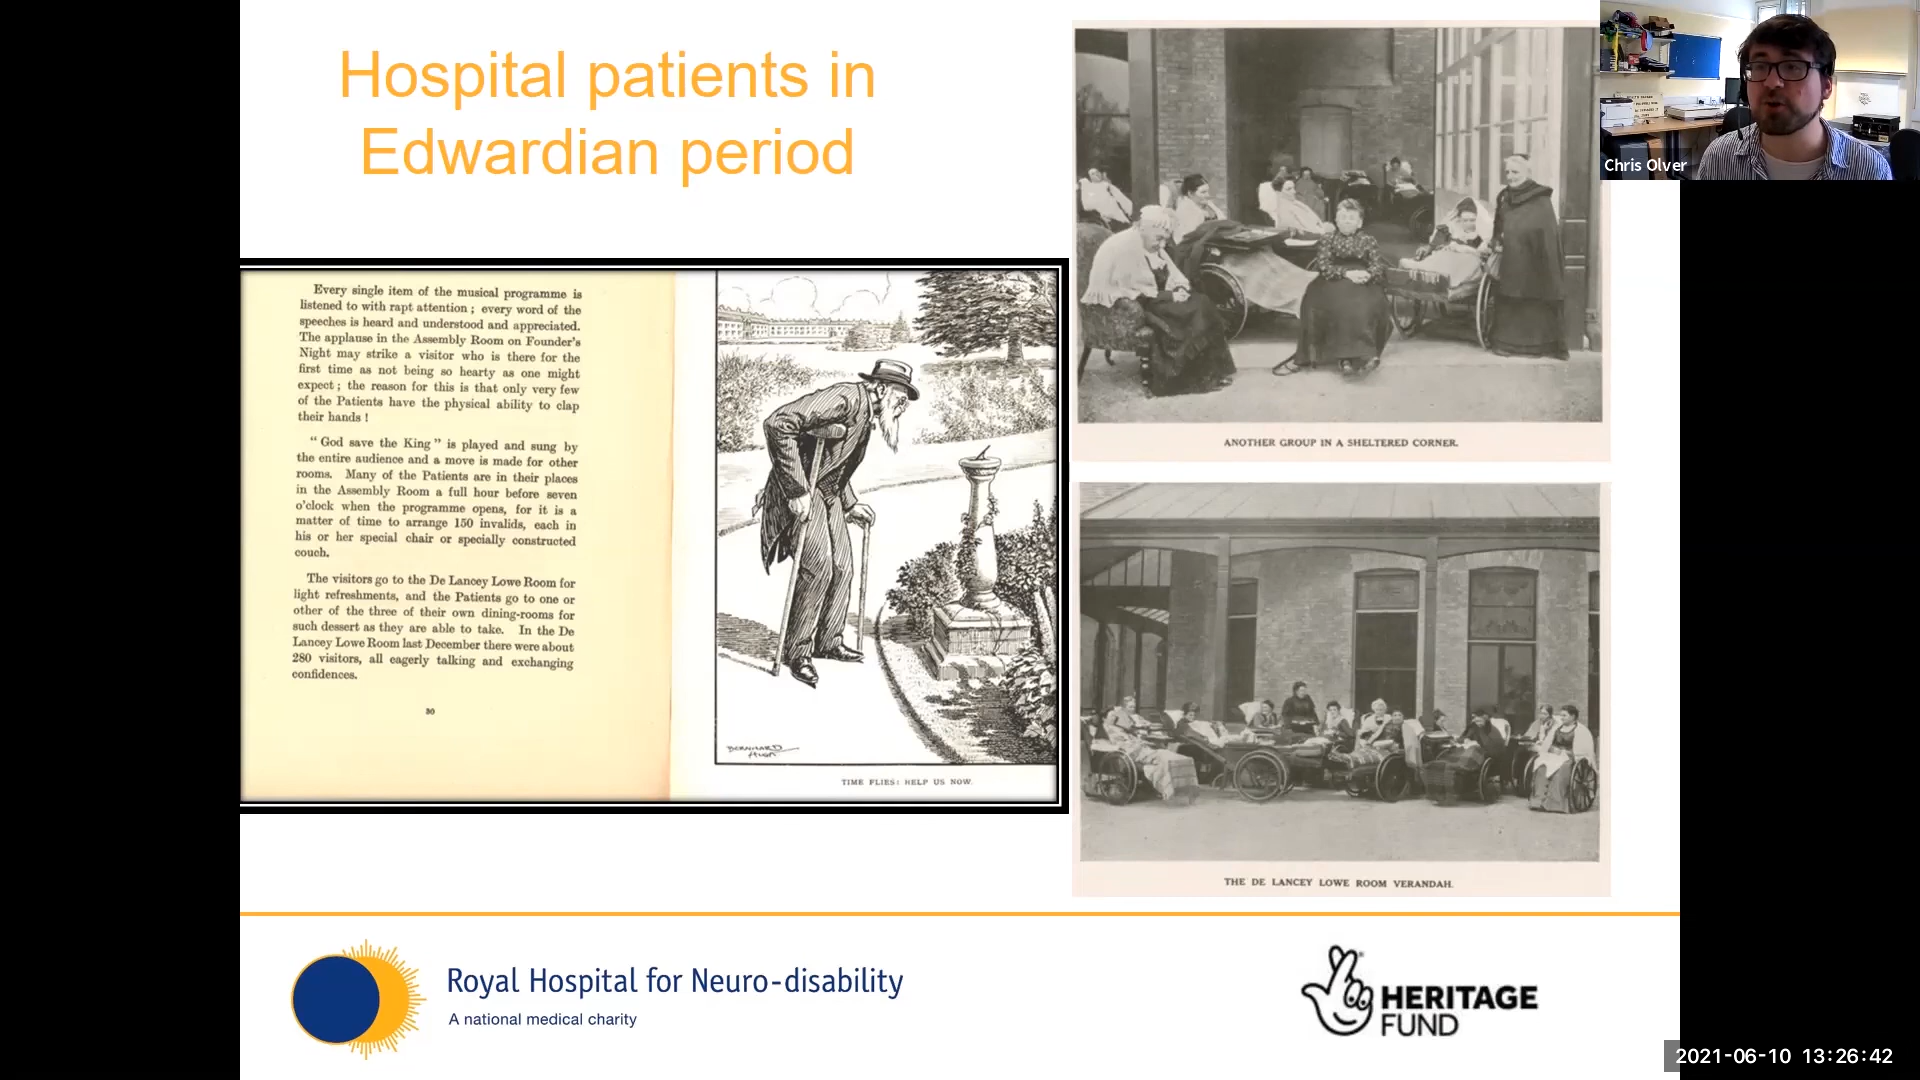 Hospital patients in
Edwardian period
Every single item of the musical programme is
listened to with rapt attention ; every word of the
speeches is heard and understood and appreciated.
The applause in the Assembly Room on Founder's
Night may strike a visitor who is there for the
first time as not being so hearty as one might
expect ; the reason for this is that only very few
of the Patients have the physical ability to clap
their hands !
“ God save the King ” is played and sung by
the entire audience and a move is made for other
rooms. Many of the Patients are in their places
in the Assembly Room a full hour before seven
o'clock when the programme opens, for it is a
matter of time to arrange 150 invalids, each in
his or her special chair or specially constructed
couch.
The visitors go to the De Lancey Lowe Room for
light refreshments, and the Patients go to one or
other of the three of their own dining-rooms for
such dessert as they are able to take. In the De
Lancey Lowe Room last December there were about
280 visitors, all eagerly talking and exchanging
confidences.
30
TIME FLIES: HELP US NOW.
ANOTHER GROUP IN A SHELTERED CORNER.
THE DE LANCEY LOWE ROOM VERANDAH.
Chris Olver
Royal Hospital for Neuro-disability
A national medical charity
HERITAGE
FUND
2021-06-10 13:26:42